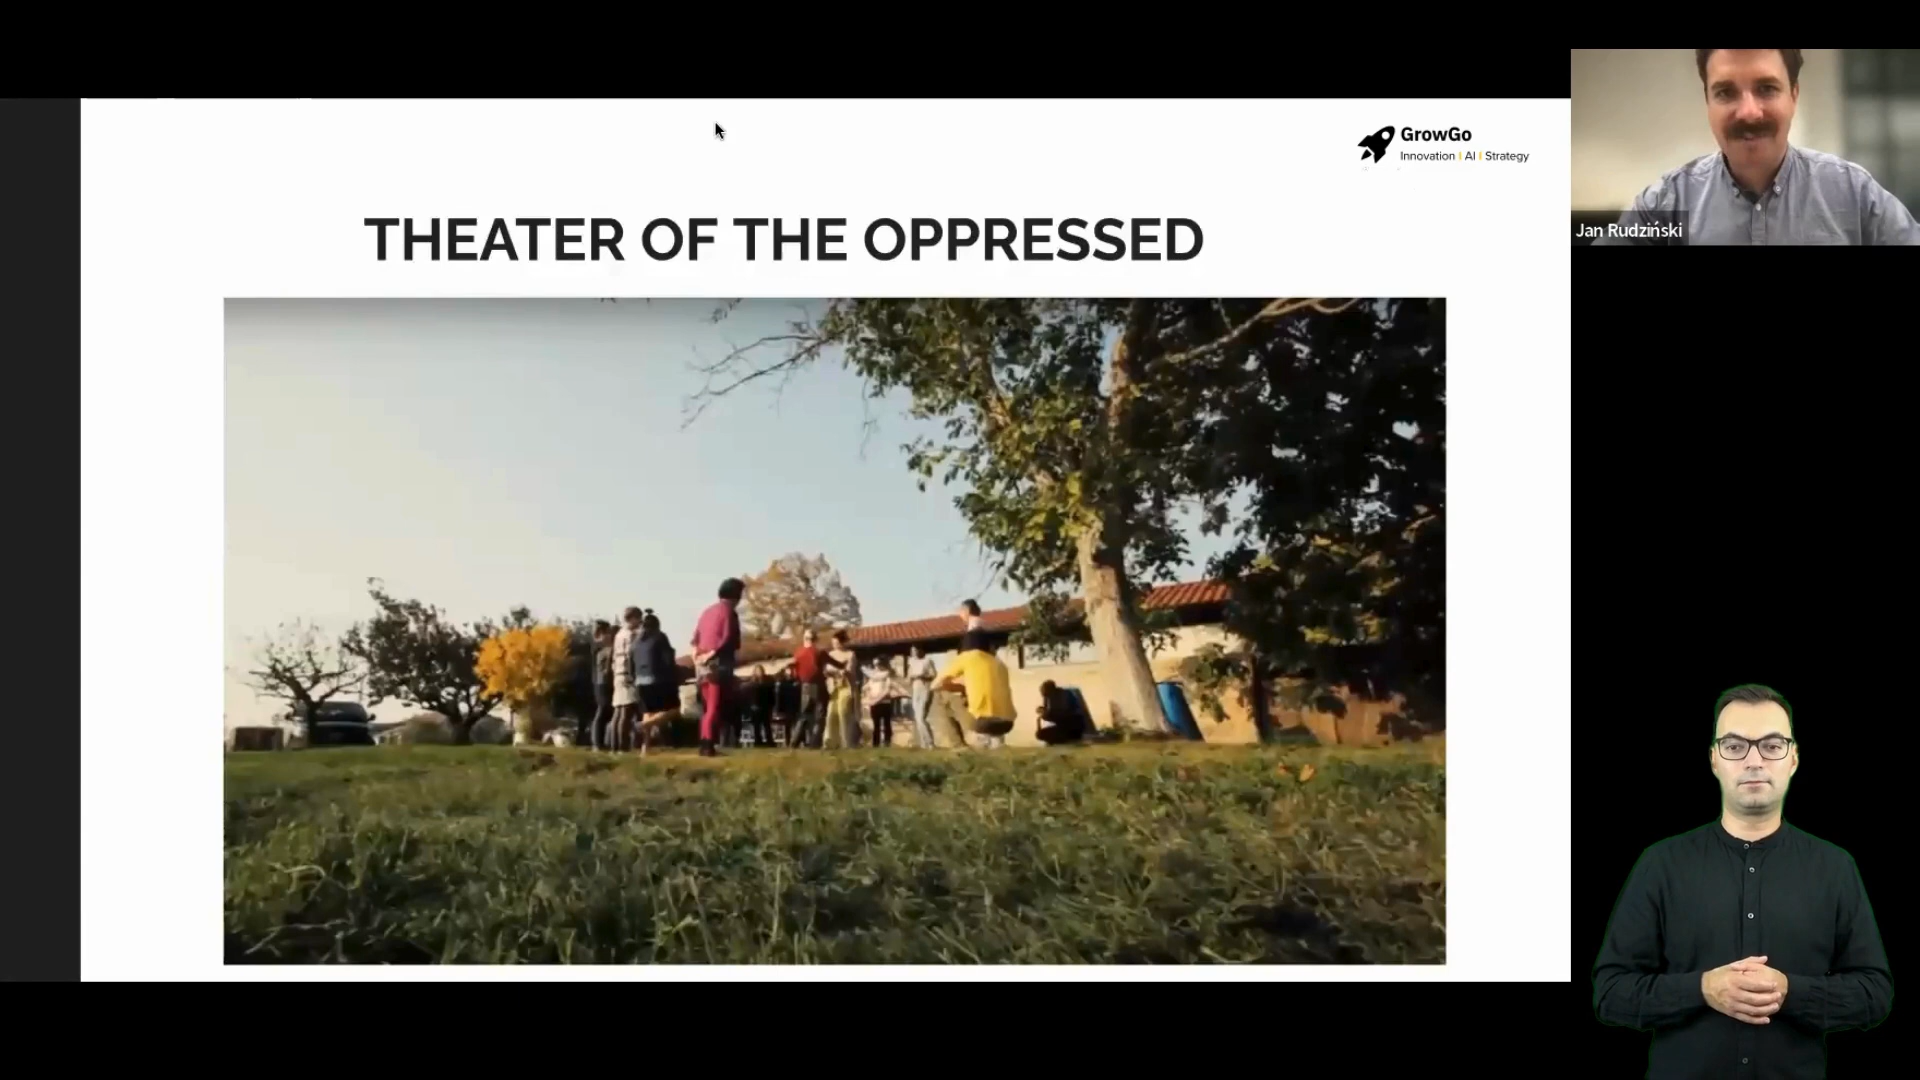 GrowGo
Innovation | AI | Strategy
THEATER OF THE OPPRESSED
Jan Rudziński